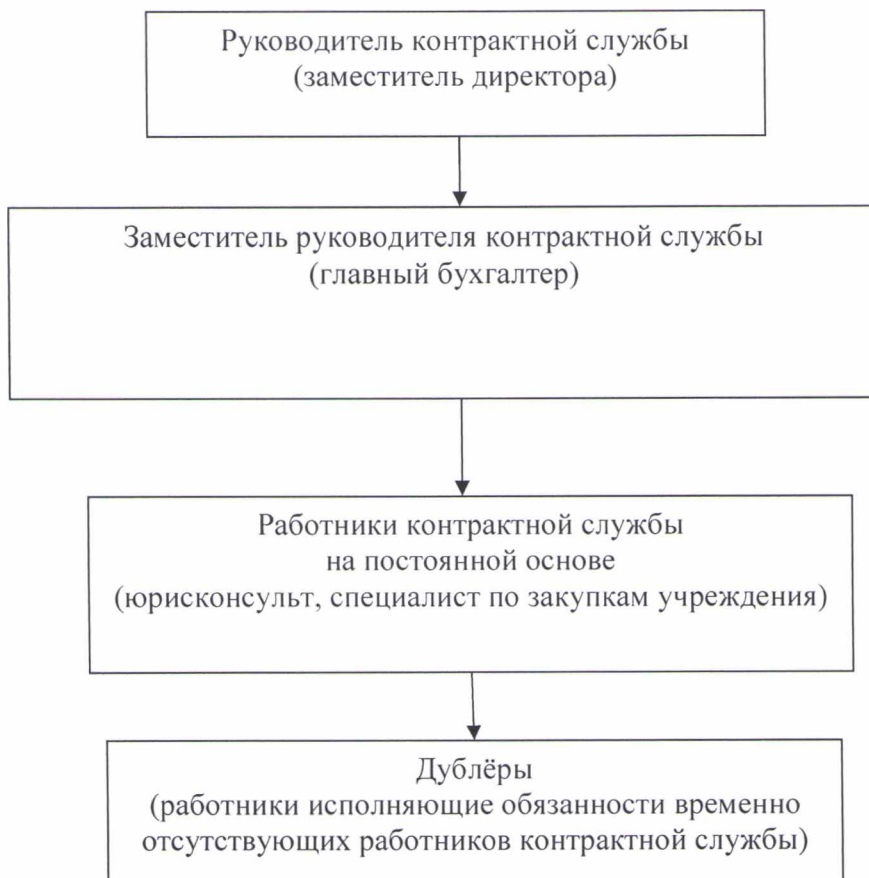 Руководитель контрактной службы
(заместитель директора)
Заместитель руководителя контрактной службы
(главный бухгалтер)
Работники контрактной службы
на постоянной основе
(юрисконсульт, специалист по закупкам учреждения)
Дублёры
(работники исполняющие обязанности временно
отсутствующих работников контрактной службы)